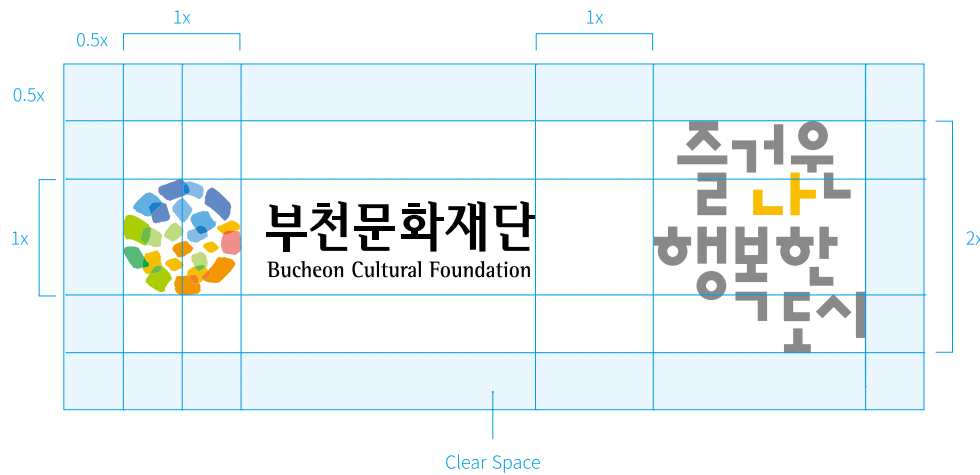 1x
1x
0.5x
0.5x
1x
2x
부천문화재단
Bucheon Cultural Foundation
즐거운
나
행복한
도시
Clear Space